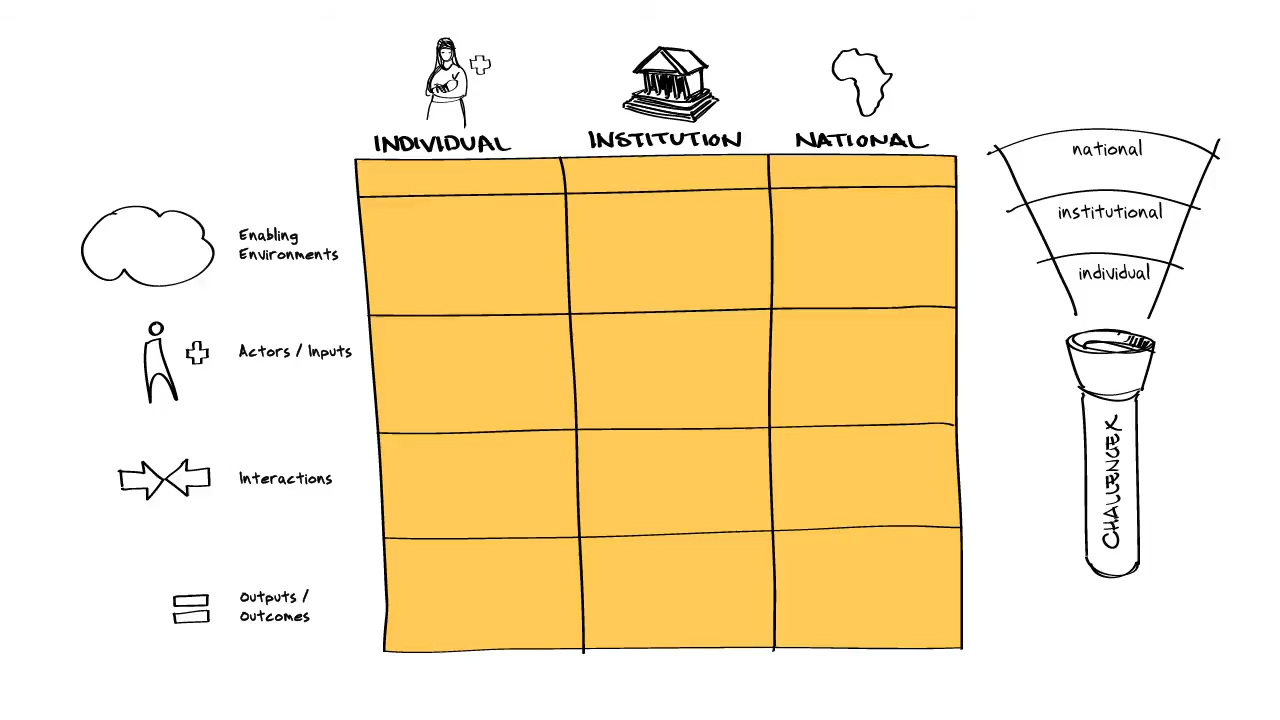 INDIVIDUAL
INSTITUTION
NATIONAL
Enabling
Environments
Actors / Inputs
Interactions
Outputs /
Outcomes
national
institutional
individual
CHALLENGE X